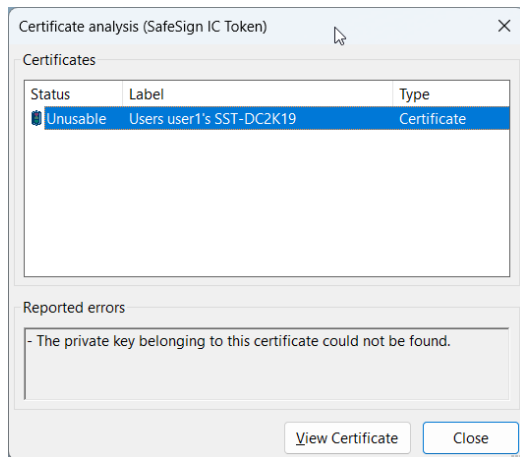 Certificate analysis (SafeSign IC Token)
Certificates
Status Label Type
Unusable Users user1's SST-DC2K19 Certificate
Reported errors
- The private key belonging to this certificate could not be found.
View Certificate Close